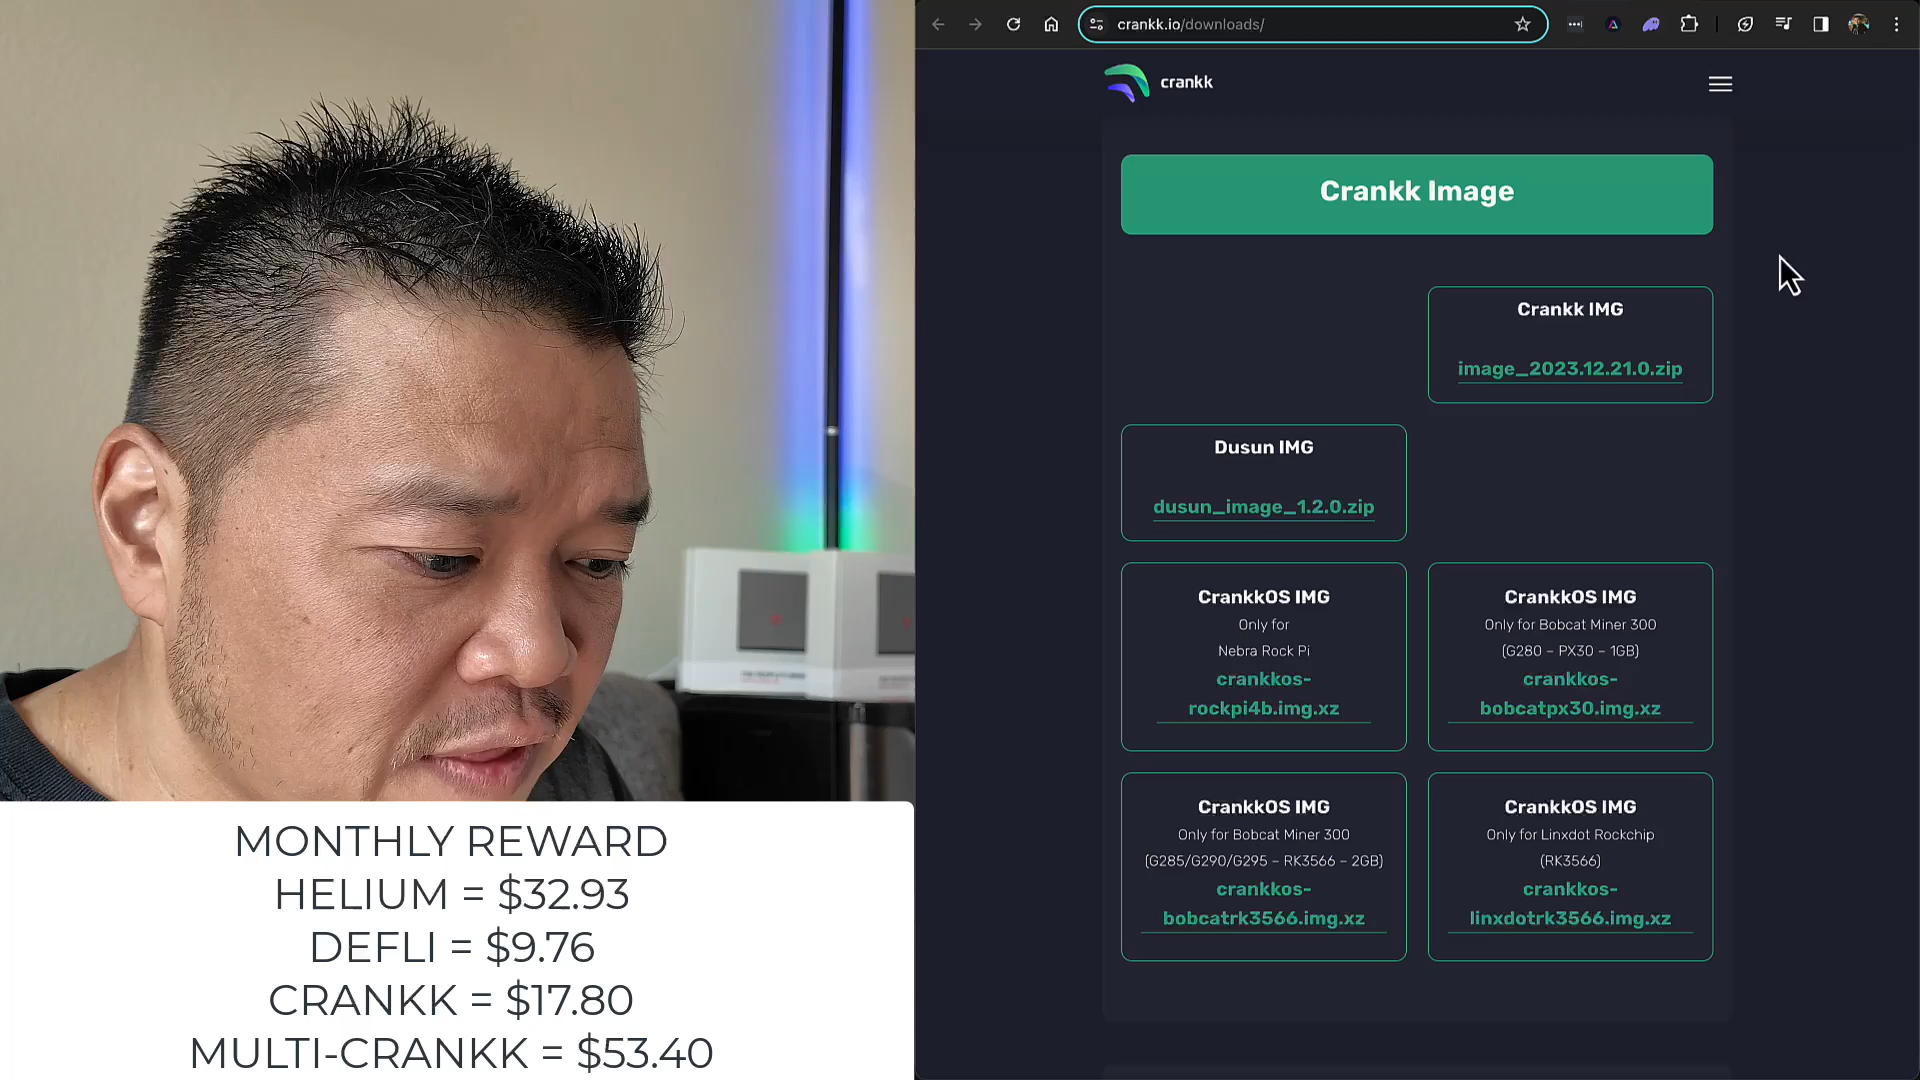 crankk.io/downloads/
crankk
Crankk Image
Crankk IMG
image_2023.12.21.0.zip
Dusun IMG
dusun_image_1.2.0.zip
CrankkOS IMG
Only for
Nebra Rock Pi
crankkos-
rockpi4b.img.xz
CrankkOS IMG
Only for Bobcat Miner 300
(G280 – PX30 – 1GB)
crankkos-
bobcatpx30.img.xz
CrankkOS IMG
Only for Bobcat Miner 300
(G285/G290/G295 – RK3566 – 2GB)
crankkos-
bobcatrk3566.img.xz
CrankkOS IMG
Only for Linxdot Rockchip
(RK3566)
crankkos-
linxdotrk3566.img.xz
MONTHLY REWARD
HELIUM = $32.93
DEFLI = $9.76
CRANKK = $17.80
MULTI-CRANKK = $53.40